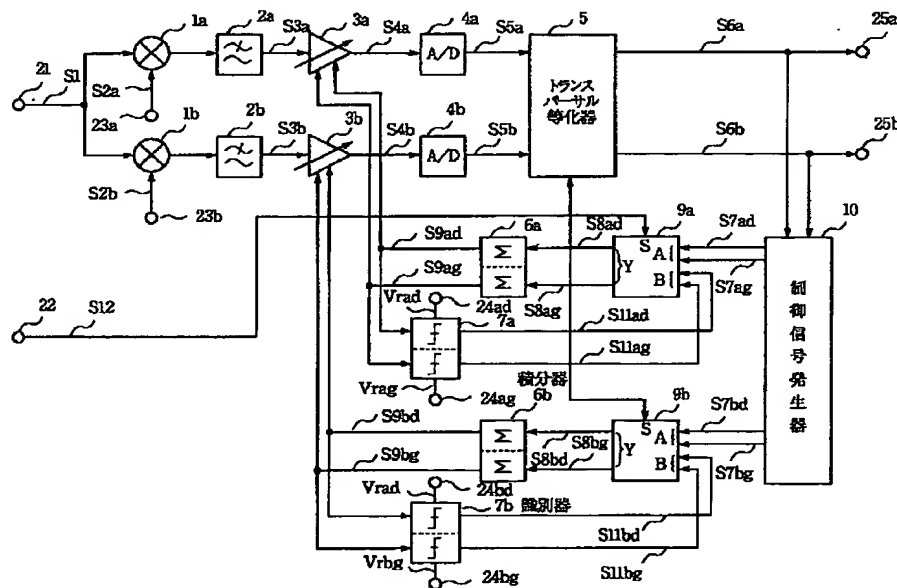 1a
2a
3a
4a
5
S6a
25a
S3a
S4a
S5a
A/D
21
S1
S2a
23a
トランス
バーサル
等化器
1b
2b
3b
4b
S6b
25b
S3b
S4b
S5b
A/D
S2b
23b
10
6a
S8ad
9a
S7ad
S9ad
Σ
Σ
S
A
B
Y
S9ag
S8ag
S7ag
22
S12
Vrad
24ad
7a
S11ad
S11ag
Vrag
24ag
制御信号発生器
積分器
6b
9b
S7bd
S9bd
Σ
Σ
S8bg
S8bd
S
A
B
Y
S9bg
S7bg
Vrad
24bd
7b
識別器
S11bd
S11bg
Vrbg
24bg